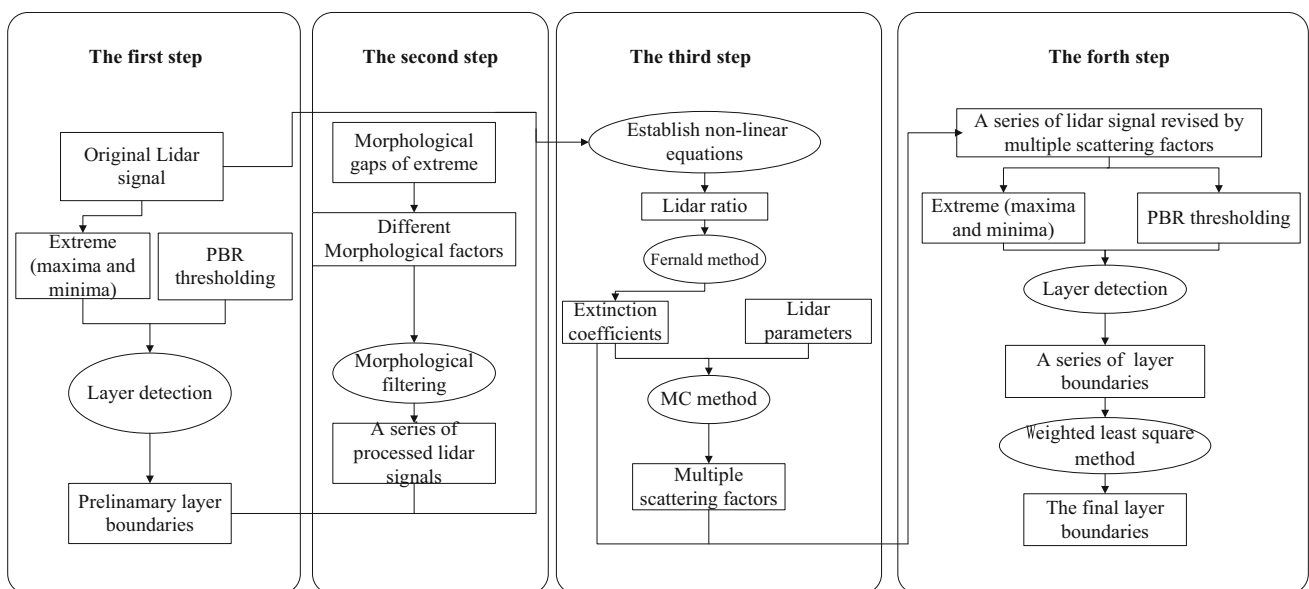 The first step
Original Lidar
signal
Extreme
(maxima and
minima)
PBR
thresholding
Layer detection
Prelinamary layer
boundaries
The second step
Morphological
gaps of extreme
Different
Morphological factors
Morphological
filtering
A series of
processed lidar
signals
The third step
Establish non-linear
equations
Lidar ratio
Fernald method
Extinction
coefficients
Lidar
parameters
MC method
Multiple
scattering factors
The forth step
A series of lidar signal revised by
multiple scattering factors
Extreme (maxima
and minima)
PBR thresholding
Layer detection
A series of layer
boundaries
Weighted least square
method
The final layer
boundaries